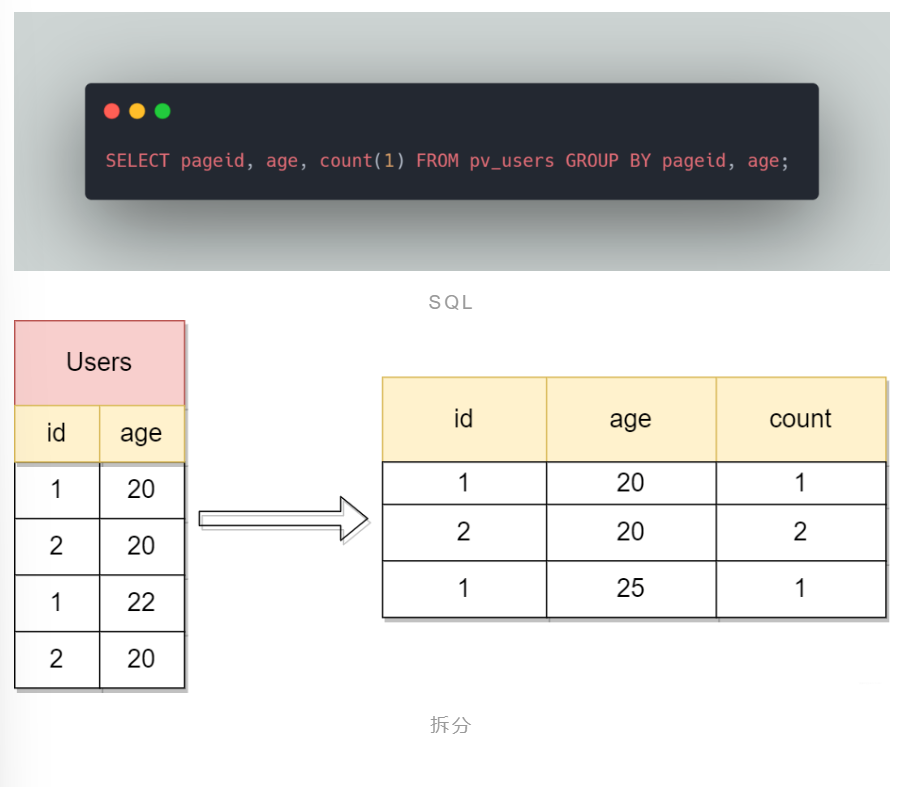 SELECT pageid, age, count(1) FROM pv_users GROUP BY pageid, age;
SQL
Users
id age
1 20
2 20
1 22
2 20
id age count
1 20 1
2 20 2
1 25 1
拆分